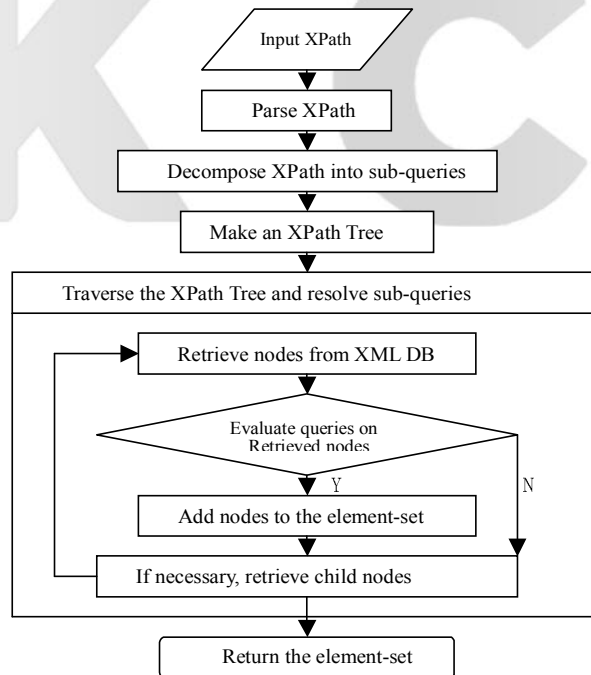 Input XPath
Parse XPath
Decompose XPath into sub-queries
Make an XPath Tree
Traverse the XPath Tree and resolve sub-queries
Retrieve nodes from XML DB
Evaluate queries on
Retrieved nodes
Y
N
Add nodes to the element-set
If necessary, retrieve child nodes
Return the element-set